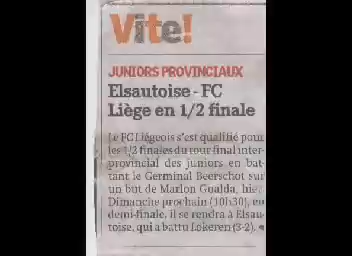 Vite!
JUNIORS PROVINCIAUX
Elsautoise - FC
Liège en 1/2 finale
Le FC Liégeois s'est qualifié pour
les 1/2 finales du tour final inter-
provincial des juniors en bat-
tant le Germinal Beerschot sur
un but de Marlon Gualda, hier.
Dimanche prochain (10h30), en
demi-finale, il se rendra à Elsau-
toise, qui a battu Lokeren (3-2).